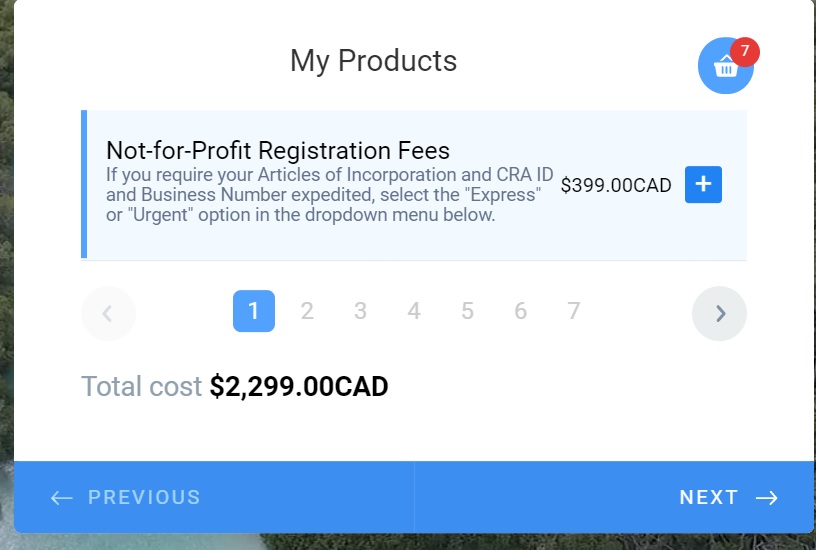 My Products
7
Not-for-Profit Registration Fees
If you require your Articles of Incorporation and CRA ID
and Business Number expedited, select the "Express"
or "Urgent" option in the dropdown menu below.
$399.00CAD
+
1 2 3 4 5 6 7
Total cost $2,299.00CAD
PREVIOUS
NEXT